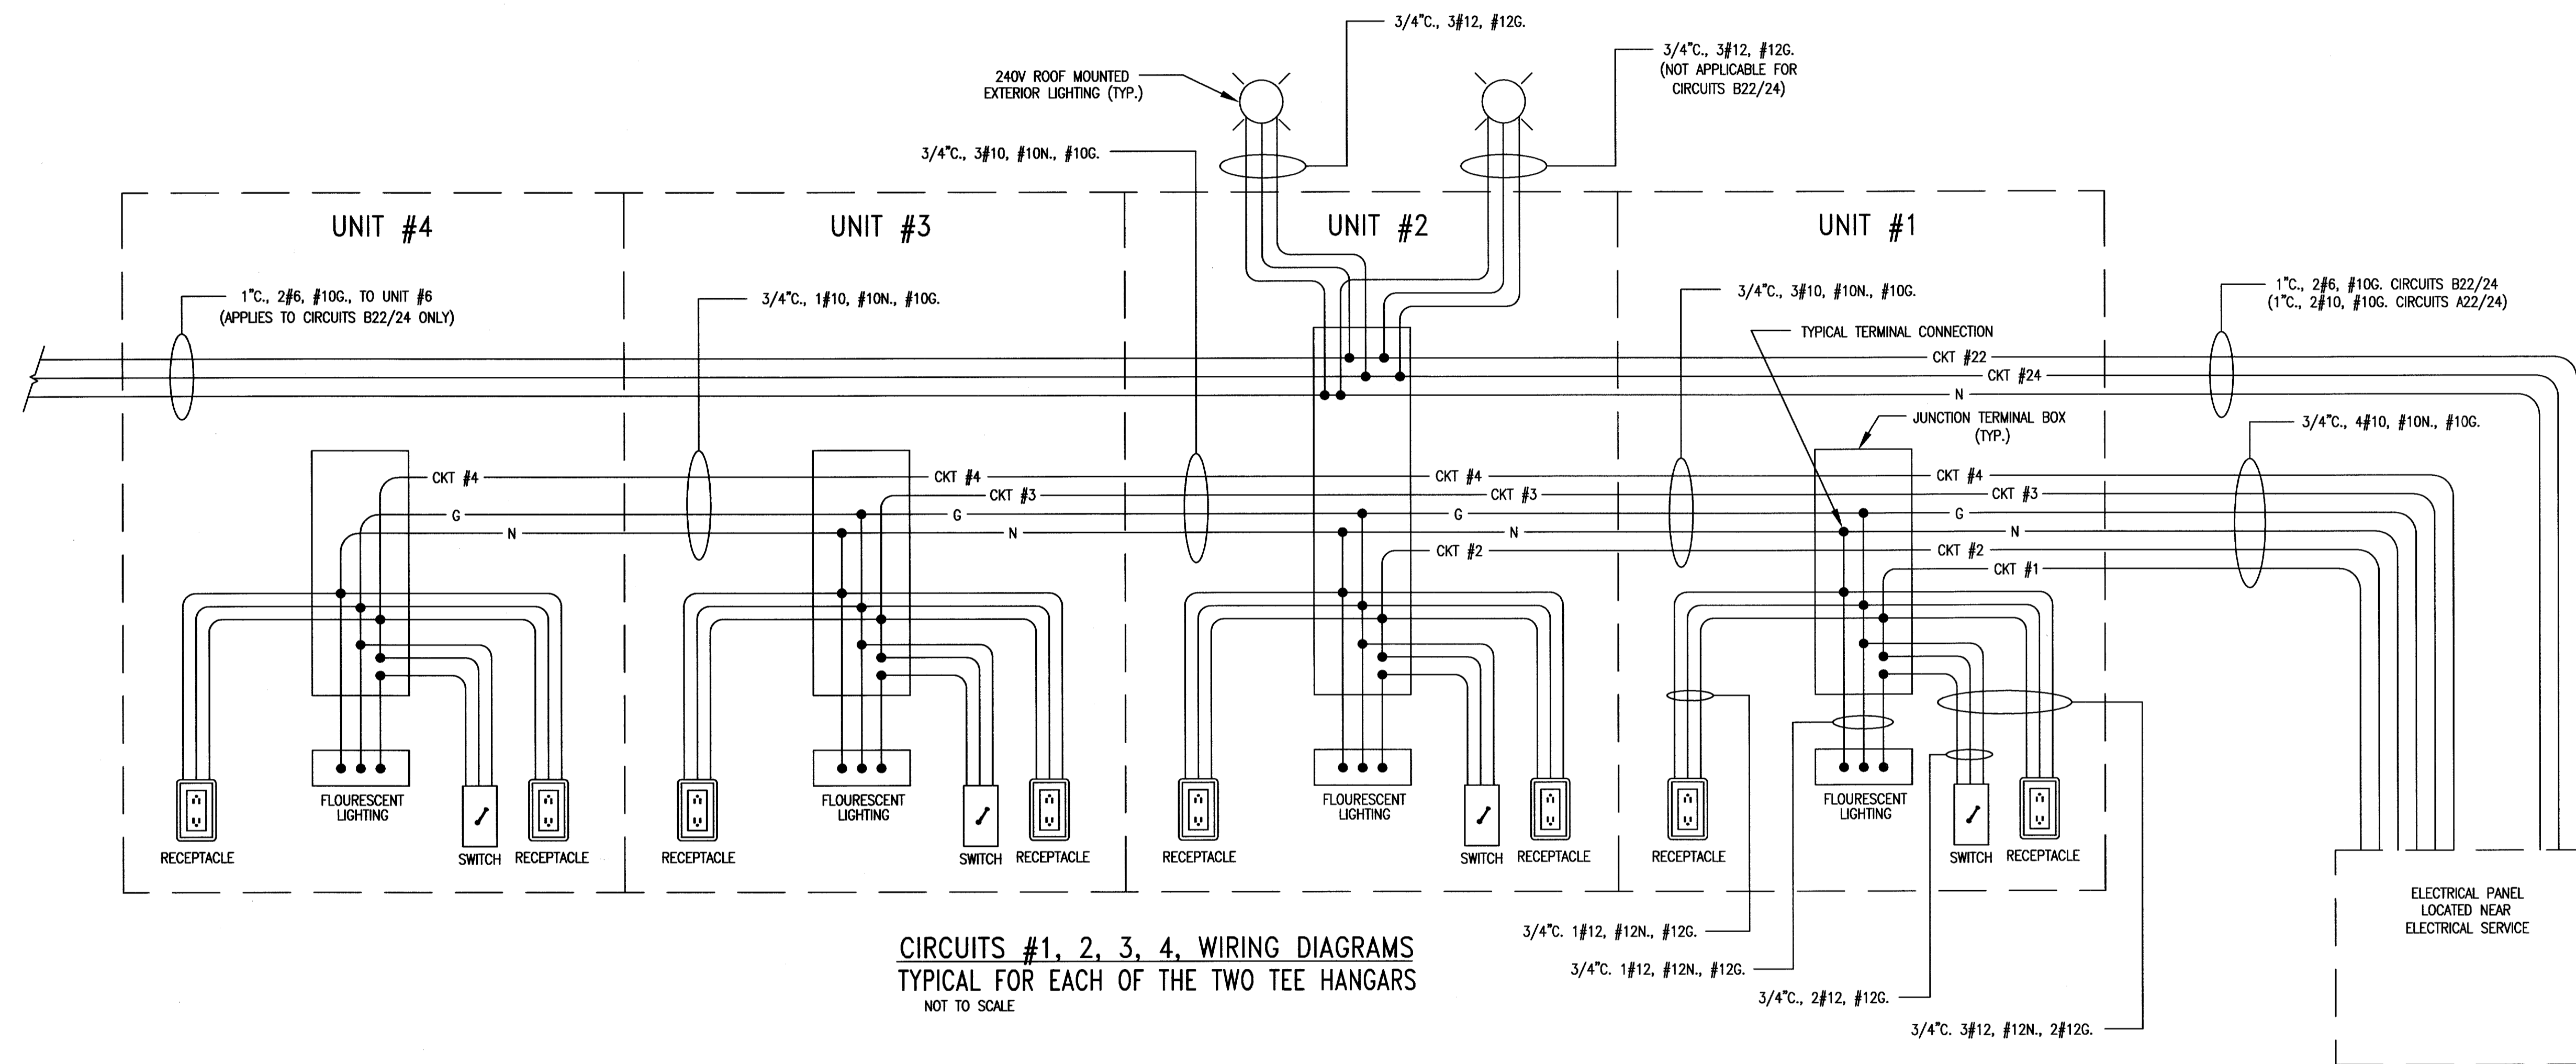 3/4"C., 3#12, #12G.
3/4"C., 3#12, #12G.
(NOT APPLICABLE FOR
CIRCUITS B22/24)
240V ROOF MOUNTED
EXTERIOR LIGHTING (TYP.)
3/4"C., 3#10, #10N., #10G.
UNIT #4
UNIT #3
UNIT #2
UNIT #1
1"C., 2#6, #10G., TO UNIT #6
(APPLIES TO CIRCUITS B22/24 ONLY)
3/4"C., 1#10, #10N., #10G.
3/4"C., 3#10, #10N., #10G.
1"C., 2#6, #10G. CIRCUITS B22/24
(1"C., 2#10, #10G. CIRCUITS A22/24)
TYPICAL TERMINAL CONNECTION
CKT #22
CKT #24
N
JUNCTION TERMINAL BOX
(TYP.)
3/4"C., 4#10, #10N., #10G.
CKT #4
CKT #4
CKT #4
CKT #4
CKT #3
CKT #3
CKT #3
G
G
G
G
N
N
N
N
CKT #2
CKT #2
CKT #1
FLOURESCENT
LIGHTING
FLOURESCENT
LIGHTING
FLOURESCENT
LIGHTING
FLOURESCENT
LIGHTING
RECEPTACLE
SWITCH
RECEPTACLE
RECEPTACLE
SWITCH
RECEPTACLE
RECEPTACLE
SWITCH
RECEPTACLE
RECEPTACLE
SWITCH
RECEPTACLE
ELECTRICAL PANEL
LOCATED NEAR
ELECTRICAL SERVICE
3/4"C. 1#12, #12N., #12G.
3/4"C. 1#12, #12N., #12G.
3/4"C., 2#12, #12G.
3/4"C. 3#12, #12N., 2#12G.
CIRCUITS #1, 2, 3, 4, WIRING DIAGRAMS
TYPICAL FOR EACH OF THE TWO TEE HANGARS
NOT TO SCALE